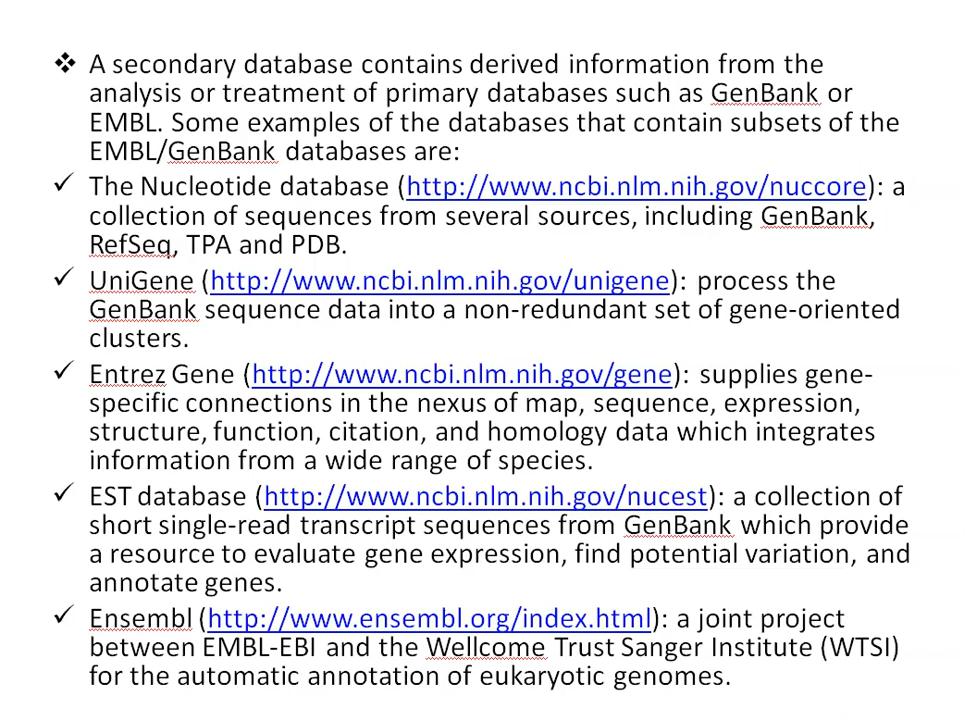 ❖ A secondary database contains derived information from the
analysis or treatment of primary databases such as GenBank or
EMBL. Some examples of the databases that contain subsets of the
EMBL/GenBank databases are:
✓ The Nucleotide database (http://www.ncbi.nlm.nih.gov/nuccore): a
collection of sequences from several sources, including GenBank,
RefSeq, TPA and PDB.
✓ UniGene (http://www.ncbi.nlm.nih.gov/unigene): process the
GenBank sequence data into a non-redundant set of gene-oriented
clusters.
✓ Entrez Gene (http://www.ncbi.nlm.nih.gov/gene): supplies gene-
specific connections in the nexus of map, sequence, expression,
structure, function, citation, and homology data which integrates
information from a wide range of species.
✓ EST database (http://www.ncbi.nlm.nih.gov/nucest): a collection of
short single-read transcript sequences from GenBank which provide
a resource to evaluate gene expression, find potential variation, and
annotate genes.
✓ Ensembl (http://www.ensembl.org/index.html): a joint project
between EMBL-EBI and the Wellcome Trust Sanger Institute (WTSI)
for the automatic annotation of eukaryotic genomes.